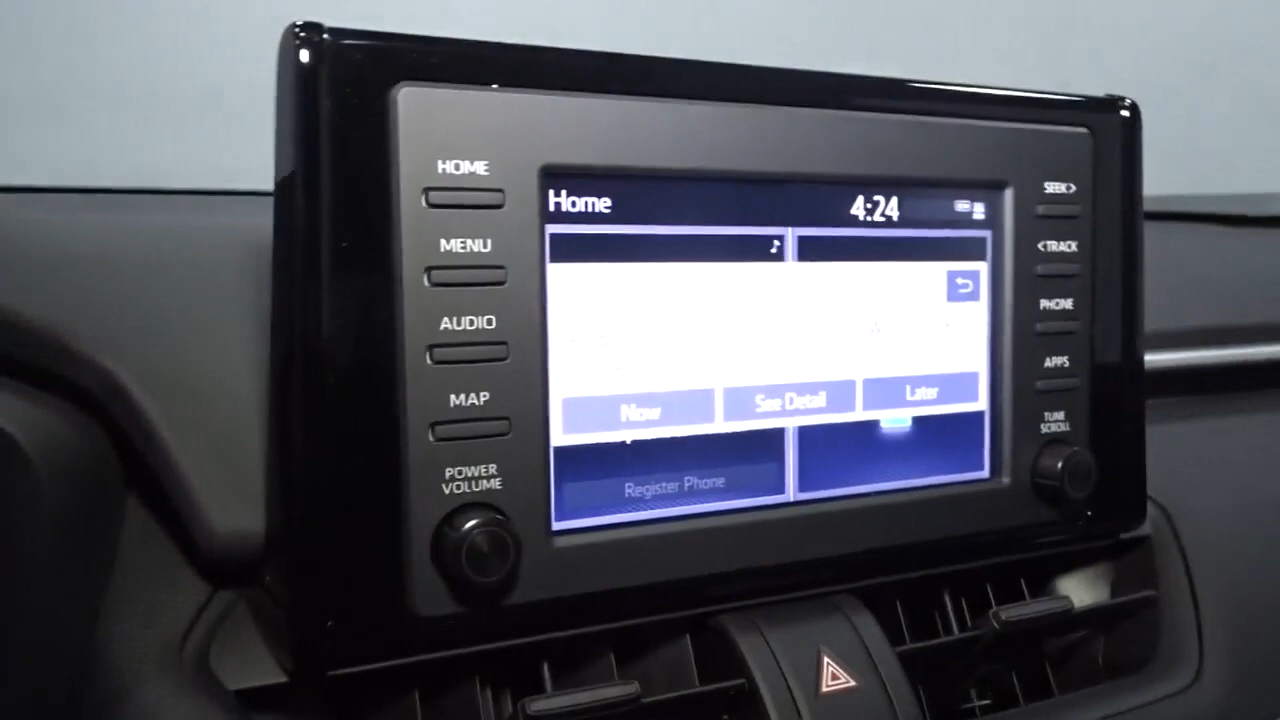 HOME
MENU
AUDIO
MAP
POWER
VOLUME
Home
4:24
Now
See Detail
Later
Register Phone
SEEK>
<TRACK
PHONE
APPS
TUNE
SCROLL